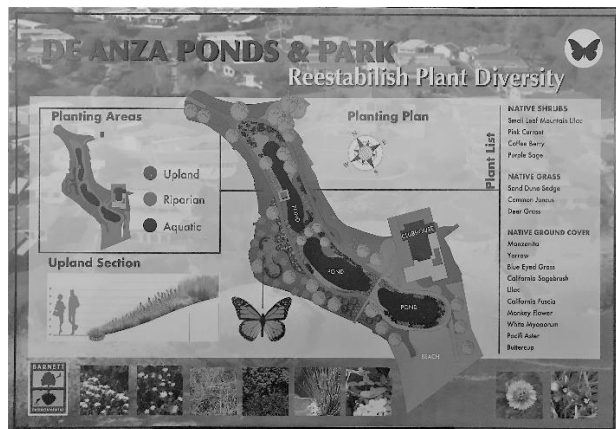 DE ANZA PONDS & PARK
Reestabilish Plant Diversity
Planting Areas
Upland
Riparian
Aquatic
Planting Plan
Upland Section
POND
POND
POND
CLUBHOUSE
BEACH
Plant List
NATIVE SHRUBS
Small Leaf Mountain Lilac
Pink Currant
Coffee Berry
Purple Sage
NATIVE GRASS
Sand Dune Sedge
Common Juncus
Deer Grass
NATIVE GROUND COVER
Manzanita
Yarrow
Blue Eyed Grass
California Sagebrush
Lilac
California Fuscia
Monkey Flower
White Myoporum
Pacifi Aster
Buttercup
BARNETT
ENVIRONMENTAL